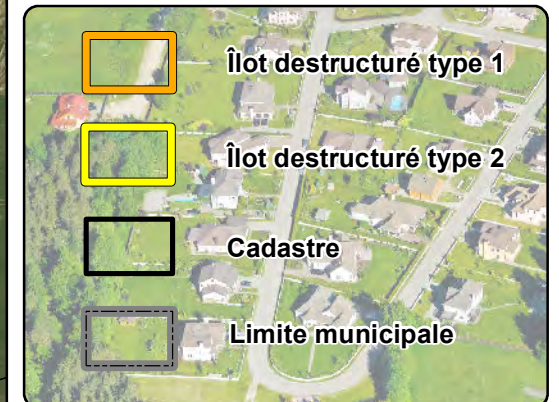 Îlot destructuré type 1
Îlot destructuré type 2
Cadastre
Limite municipale